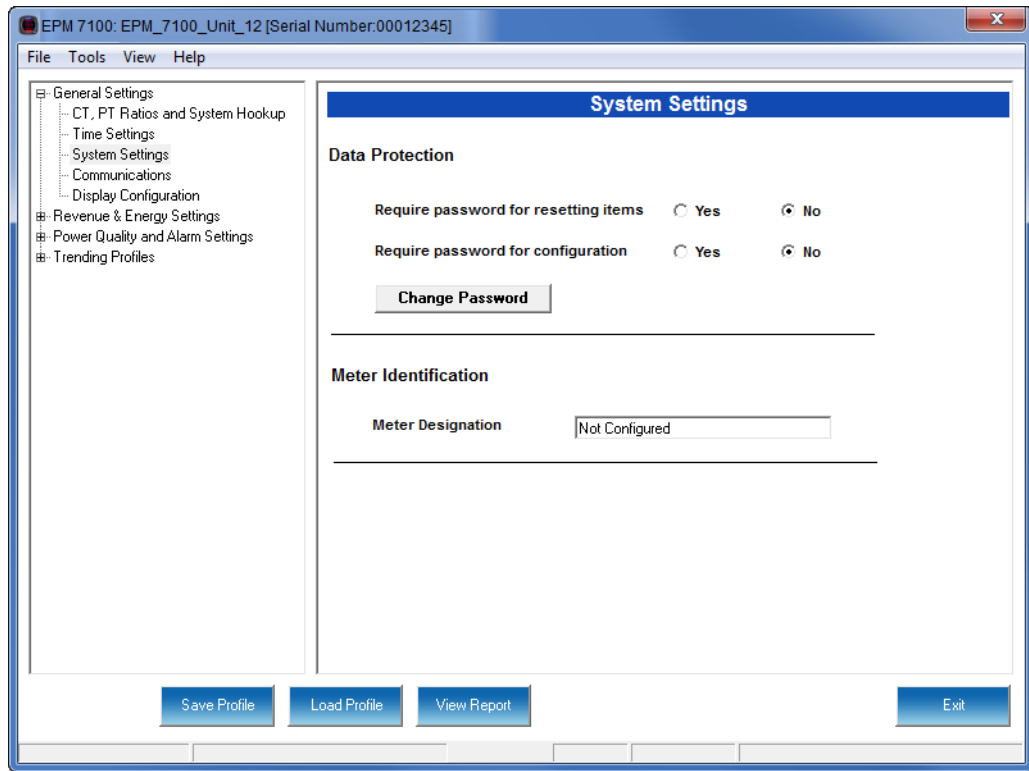 EPM 7100: EPM_7100_Unit_12 [Serial Number:00012345]
x
File Tools View Help
General Settings
CT, PT Ratios and System Hookup
Time Settings
System Settings
Communications
Display Configuration
Revenue & Energy Settings
Power Quality and Alarm Settings
Trending Profiles
System Settings
Data Protection
Require password for resetting items Yes No
Require password for configuration Yes No
Change Password
Meter Identification
Meter Designation Not Configured
Save Profile Load Profile View Report Exit